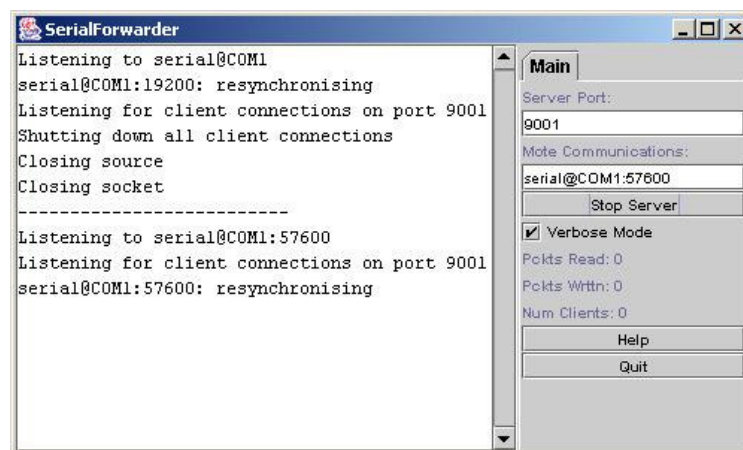 SerialForwarder
Listening to serial@COM1
serial@COM1:19200: resynchronising
Listening for client connections on port 9001
Shutting down all client connections
Closing source
Closing socket
--------------------------
Listening to serial@COM1:57600
Listening for client connections on port 9001
serial@COM1:57600: resynchronising
Main
Server Port:
9001
Mote Communications:
serial@COM1:57600
Stop Server
Verbose Mode
Pckts Read: 0
Pckts Wrttn: 0
Num Clients: 0
Help
Quit